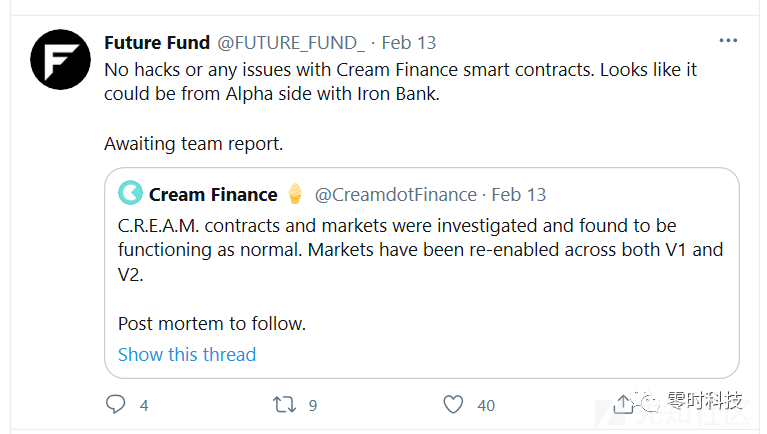 Future Fund @FUTURE_FUND_ · Feb 13
No hacks or any issues with Cream Finance smart contracts. Looks like it
could be from Alpha side with Iron Bank.
Awaiting team report.
Cream Finance @CreamdotFinance · Feb 13
C.R.E.A.M. contracts and markets were investigated and found to be
functioning as normal. Markets have been re-enabled across both V1 and
V2.
Post mortem to follow.
Show this thread
4 9 40
零时科技